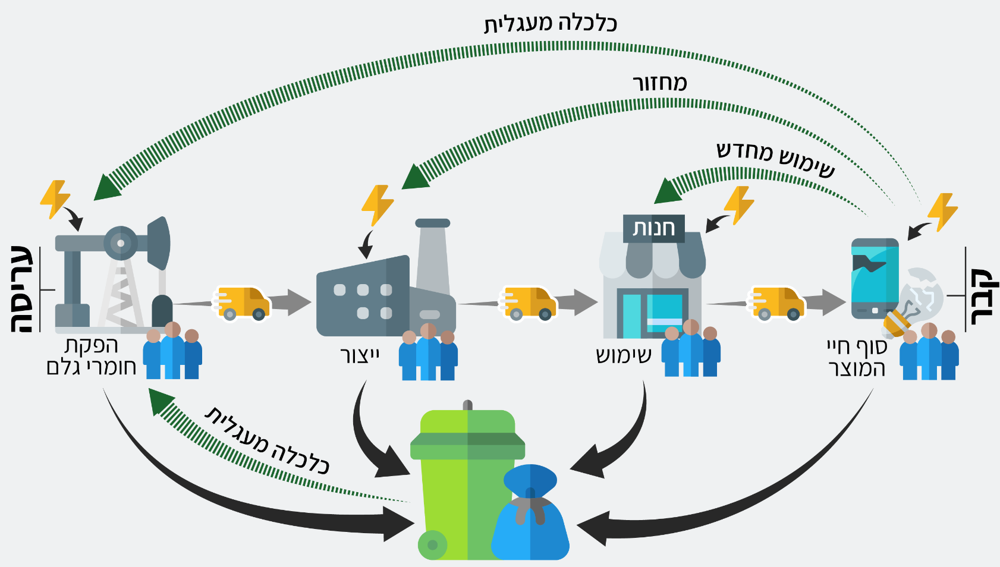 כלכלה מעגלית
מחזור
שימוש מחדש
חנות
עריסה
קבר
הפקת
חומרי גלם
ייצור
שימוש
סוף חיי
המוצר
כלכלה מעגלית